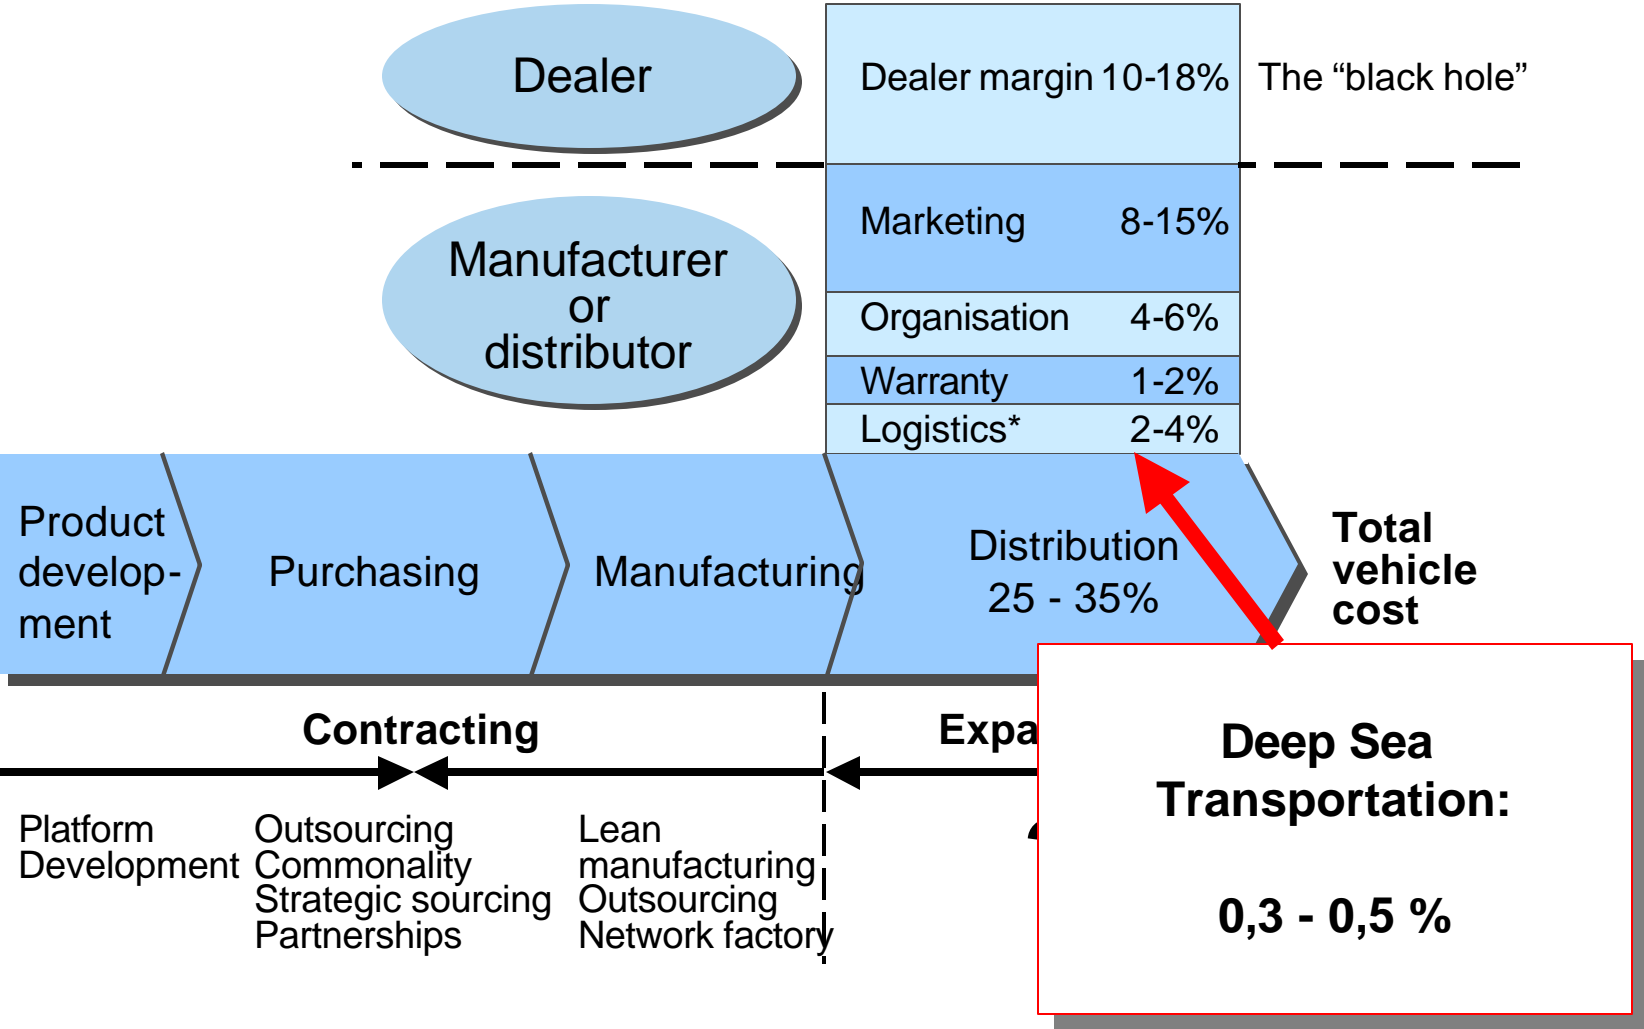 Dealer
Dealer margin 10-18%
The “black hole”
Manufacturer
or
distributor
Marketing 8-15%
Organisation 4-6%
Warranty 1-2%
Logistics* 2-4%
Product
develop-
ment
Purchasing
Manufacturing
Distribution
25 - 35%
Total
vehicle
cost
Contracting
Expa
Platform
Development
Outsourcing
Commonality
Strategic sourcing
Partnerships
Lean
manufacturing
Outsourcing
Network factory
Deep Sea
Transportation:
0,3 - 0,5 %